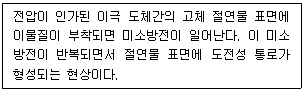 전압이 인가된 이극 도체간의 고체 절연물 표면에
이물질이 부착되면 미소방전이 일어난다. 이 미소
방전이 반복되면서 절연물 표면에 도전성 통로가
형성되는 현상이다.